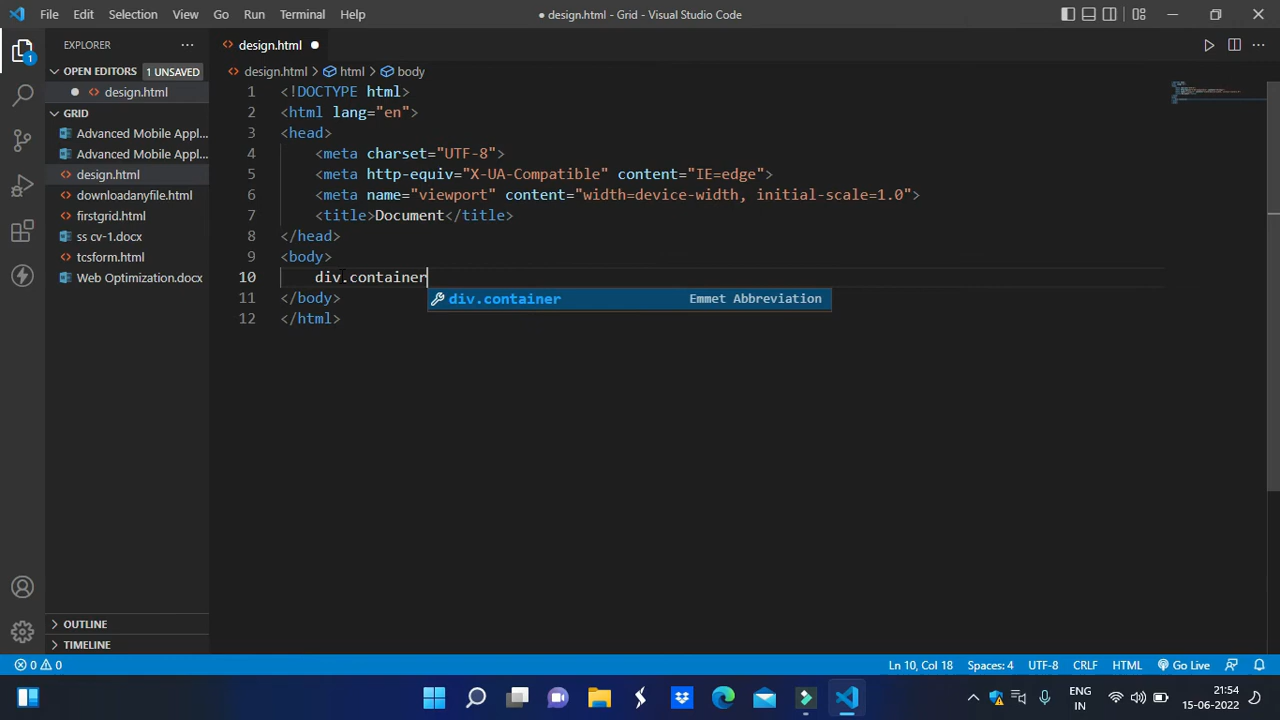 File Edit Selection View Go Run Terminal Help
● design.html - Grid - Visual Studio Code
EXPLORER ···
design.html ●
OPEN EDITORS 1 UNSAVED
design.html > html > body
● design.html
GRID
Advanced Mobile Appl...
Advanced Mobile Appl...
design.html
downloadanyfile.html
firstgrid.html
ss cv-1.docx
tcsform.html
Web Optimization.docx
1 <!DOCTYPE html>
2 <html lang="en">
3 <head>
4 <meta charset="UTF-8">
5 <meta http-equiv="X-UA-Compatible" content="IE=edge">
6 <meta name="viewport" content="width=device-width, initial-scale=1.0">
7 <title>Document</title>
8 </head>
9 <body>
10 div.container
div.container Emmet Abbreviation
11 </body>
12 </html>
OUTLINE
TIMELINE
1
0 0
Ln 10, Col 18 Spaces: 4 UTF-8 CRLF HTML Go Live
ENG
IN
21:54
15-06-2022